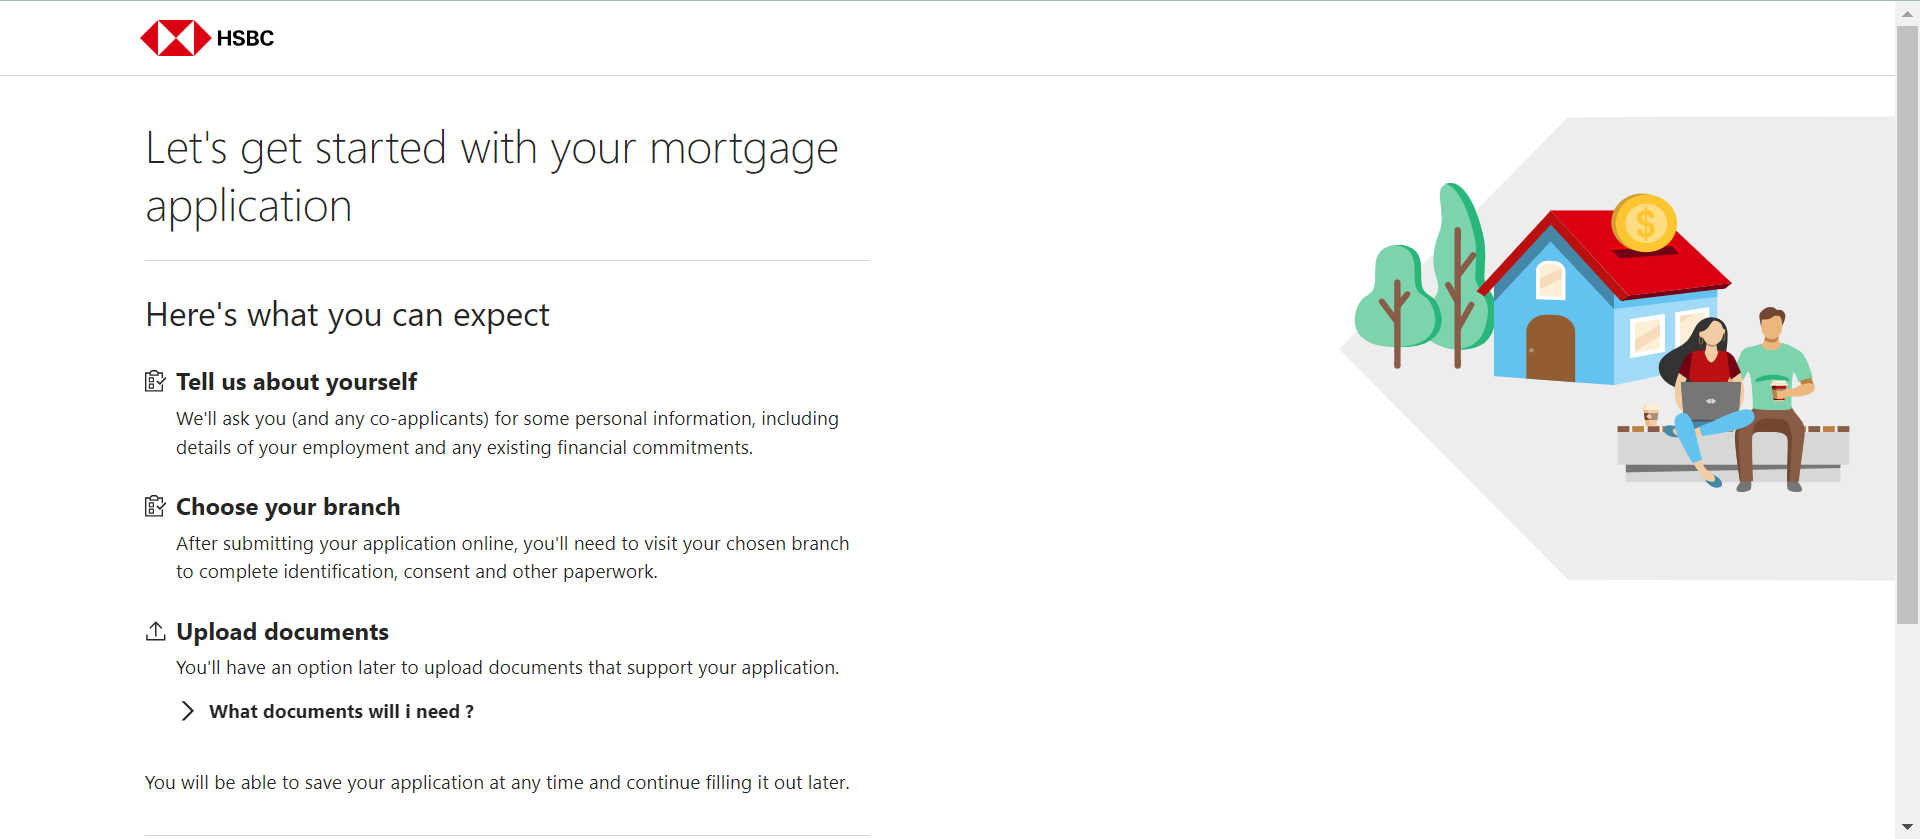 HSBC
Let's get started with your mortgage
application
Here's what you can expect
Tell us about yourself
We'll ask you (and any co-applicants) for some personal information, including
details of your employment and any existing financial commitments.
Choose your branch
After submitting your application online, you'll need to visit your chosen branch
to complete identification, consent and other paperwork.
Upload documents
You'll have an option later to upload documents that support your application.
What documents will i need ?
You will be able to save your application at any time and continue filling it out later.
$